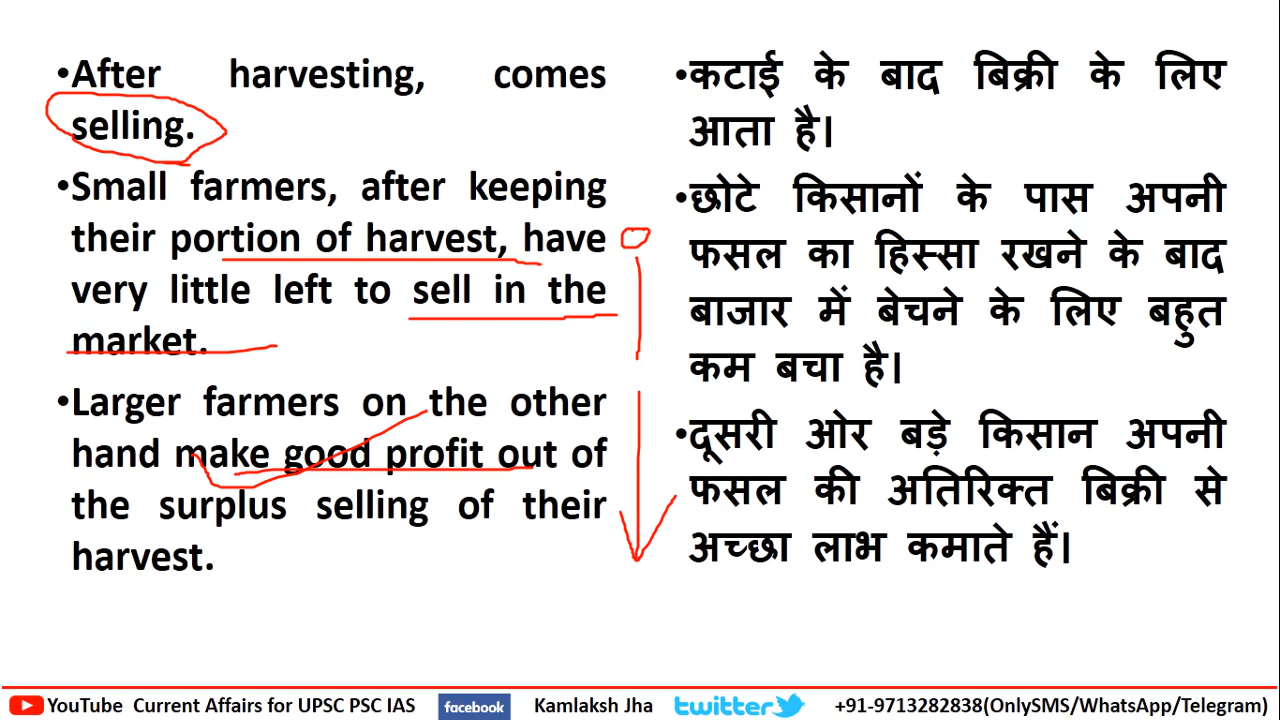 •After harvesting, comes
selling.
•Small farmers, after keeping
their portion of harvest, have
very little left to sell in the
market.
•Larger farmers on the other
hand make good profit out of
the surplus selling of their
harvest.
•कटाई के बाद बिक्री के लिए
आता है।
•छोटे किसानों के पास अपनी
फसल का हिस्सा रखने के बाद
बाजार में बेचने के लिए बहुत
कम बचा है।
•दूसरी ओर बड़े किसान अपनी
फसल की अतिरिक्त बिक्री से
अच्छा लाभ कमाते हैं।
YouTube Current Affairs for UPSC PSC IAS facebook Kamlaksh Jha twitter +91-9713282838(OnlySMS/WhatsApp/Telegram)